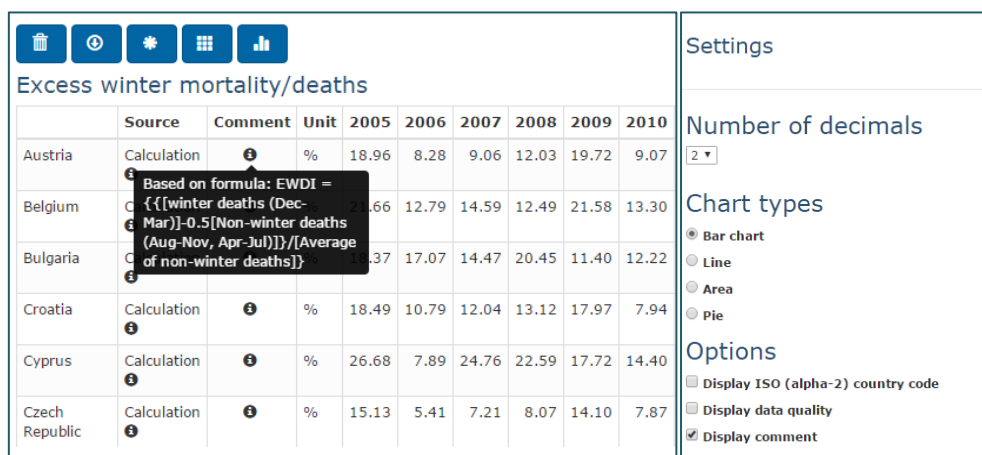 Excess winter mortality/deaths
Source Comment Unit 2005 2006 2007 2008 2009 2010
Austria Calculation % 18.96 8.28 9.06 12.03 19.72 9.07
Based on formula: EWDI =
{{[winter deaths (Dec-
Mar)]-0.5[Non-winter deaths
(Aug-Nov, Apr-Jul)]}/[Average
of non-winter deaths]}
Belgium 21.66 12.79 14.59 12.49 21.58 13.30
Bulgaria 18.37 17.07 14.47 20.45 11.40 12.22
Croatia Calculation % 18.49 10.79 12.04 13.12 17.97 7.94
Cyprus Calculation % 26.68 7.89 24.76 22.59 17.72 14.40
Czech Calculation % 15.13 5.41 7.21 8.07 14.10 7.87
Republic
Settings
Number of decimals
2
Chart types
Bar chart
Line
Area
Pie
Options
Display ISO (alpha-2) country code
Display data quality
Display comment